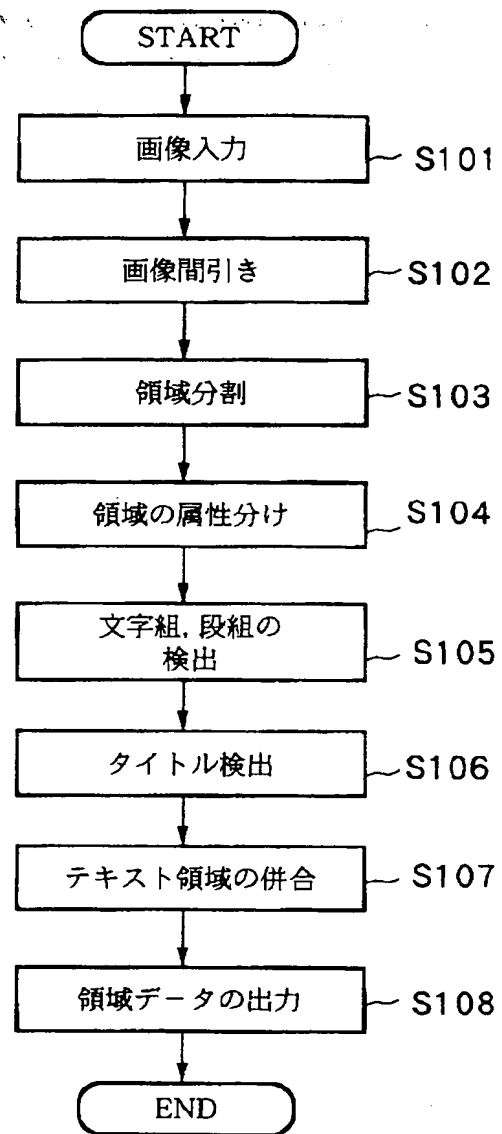 START
画像入力 S101
画像間引き S102
領域分割 S103
領域の属性分け S104
文字組, 段組の
検出 S105
タイトル検出 S106
テキスト領域の併合 S107
領域データの出力 S108
END